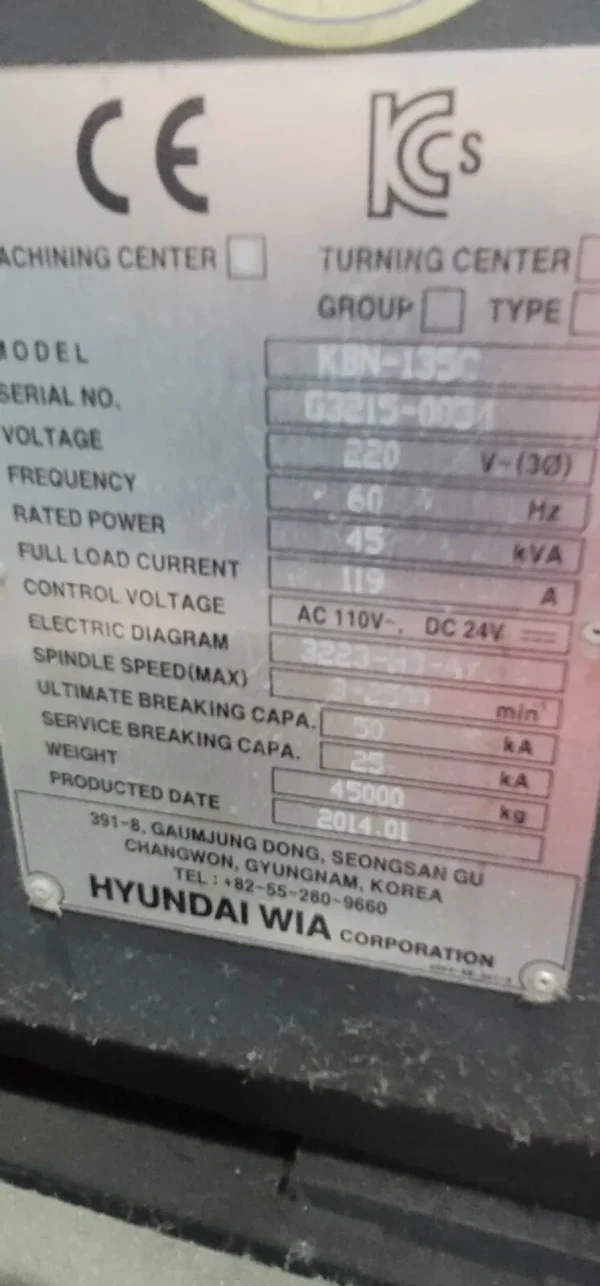 CE KCs
MACHINING CENTER TURNING CENTER
GROUP TYPE
MODEL KBN-135C
SERIAL NO. G3215-0034
VOLTAGE 220 V~(3Ø)
FREQUENCY 60 Hz
RATED POWER 45 kVA
FULL LOAD CURRENT 119 A
CONTROL VOLTAGE AC 110V~, DC 24V
ELECTRIC DIAGRAM
SPINDLE SPEED(MAX) min⁻¹
ULTIMATE BREAKING CAPA. 50 kA
SERVICE BREAKING CAPA. 25 kA
WEIGHT 45000 kg
PRODUCTED DATE 2014.01
391-8, GAUMJUNG DONG, SEONGSAN GU
CHANGWON, GYUNGNAM, KOREA
TEL : +82-55-280-9660
HYUNDAI WIA CORPORATION